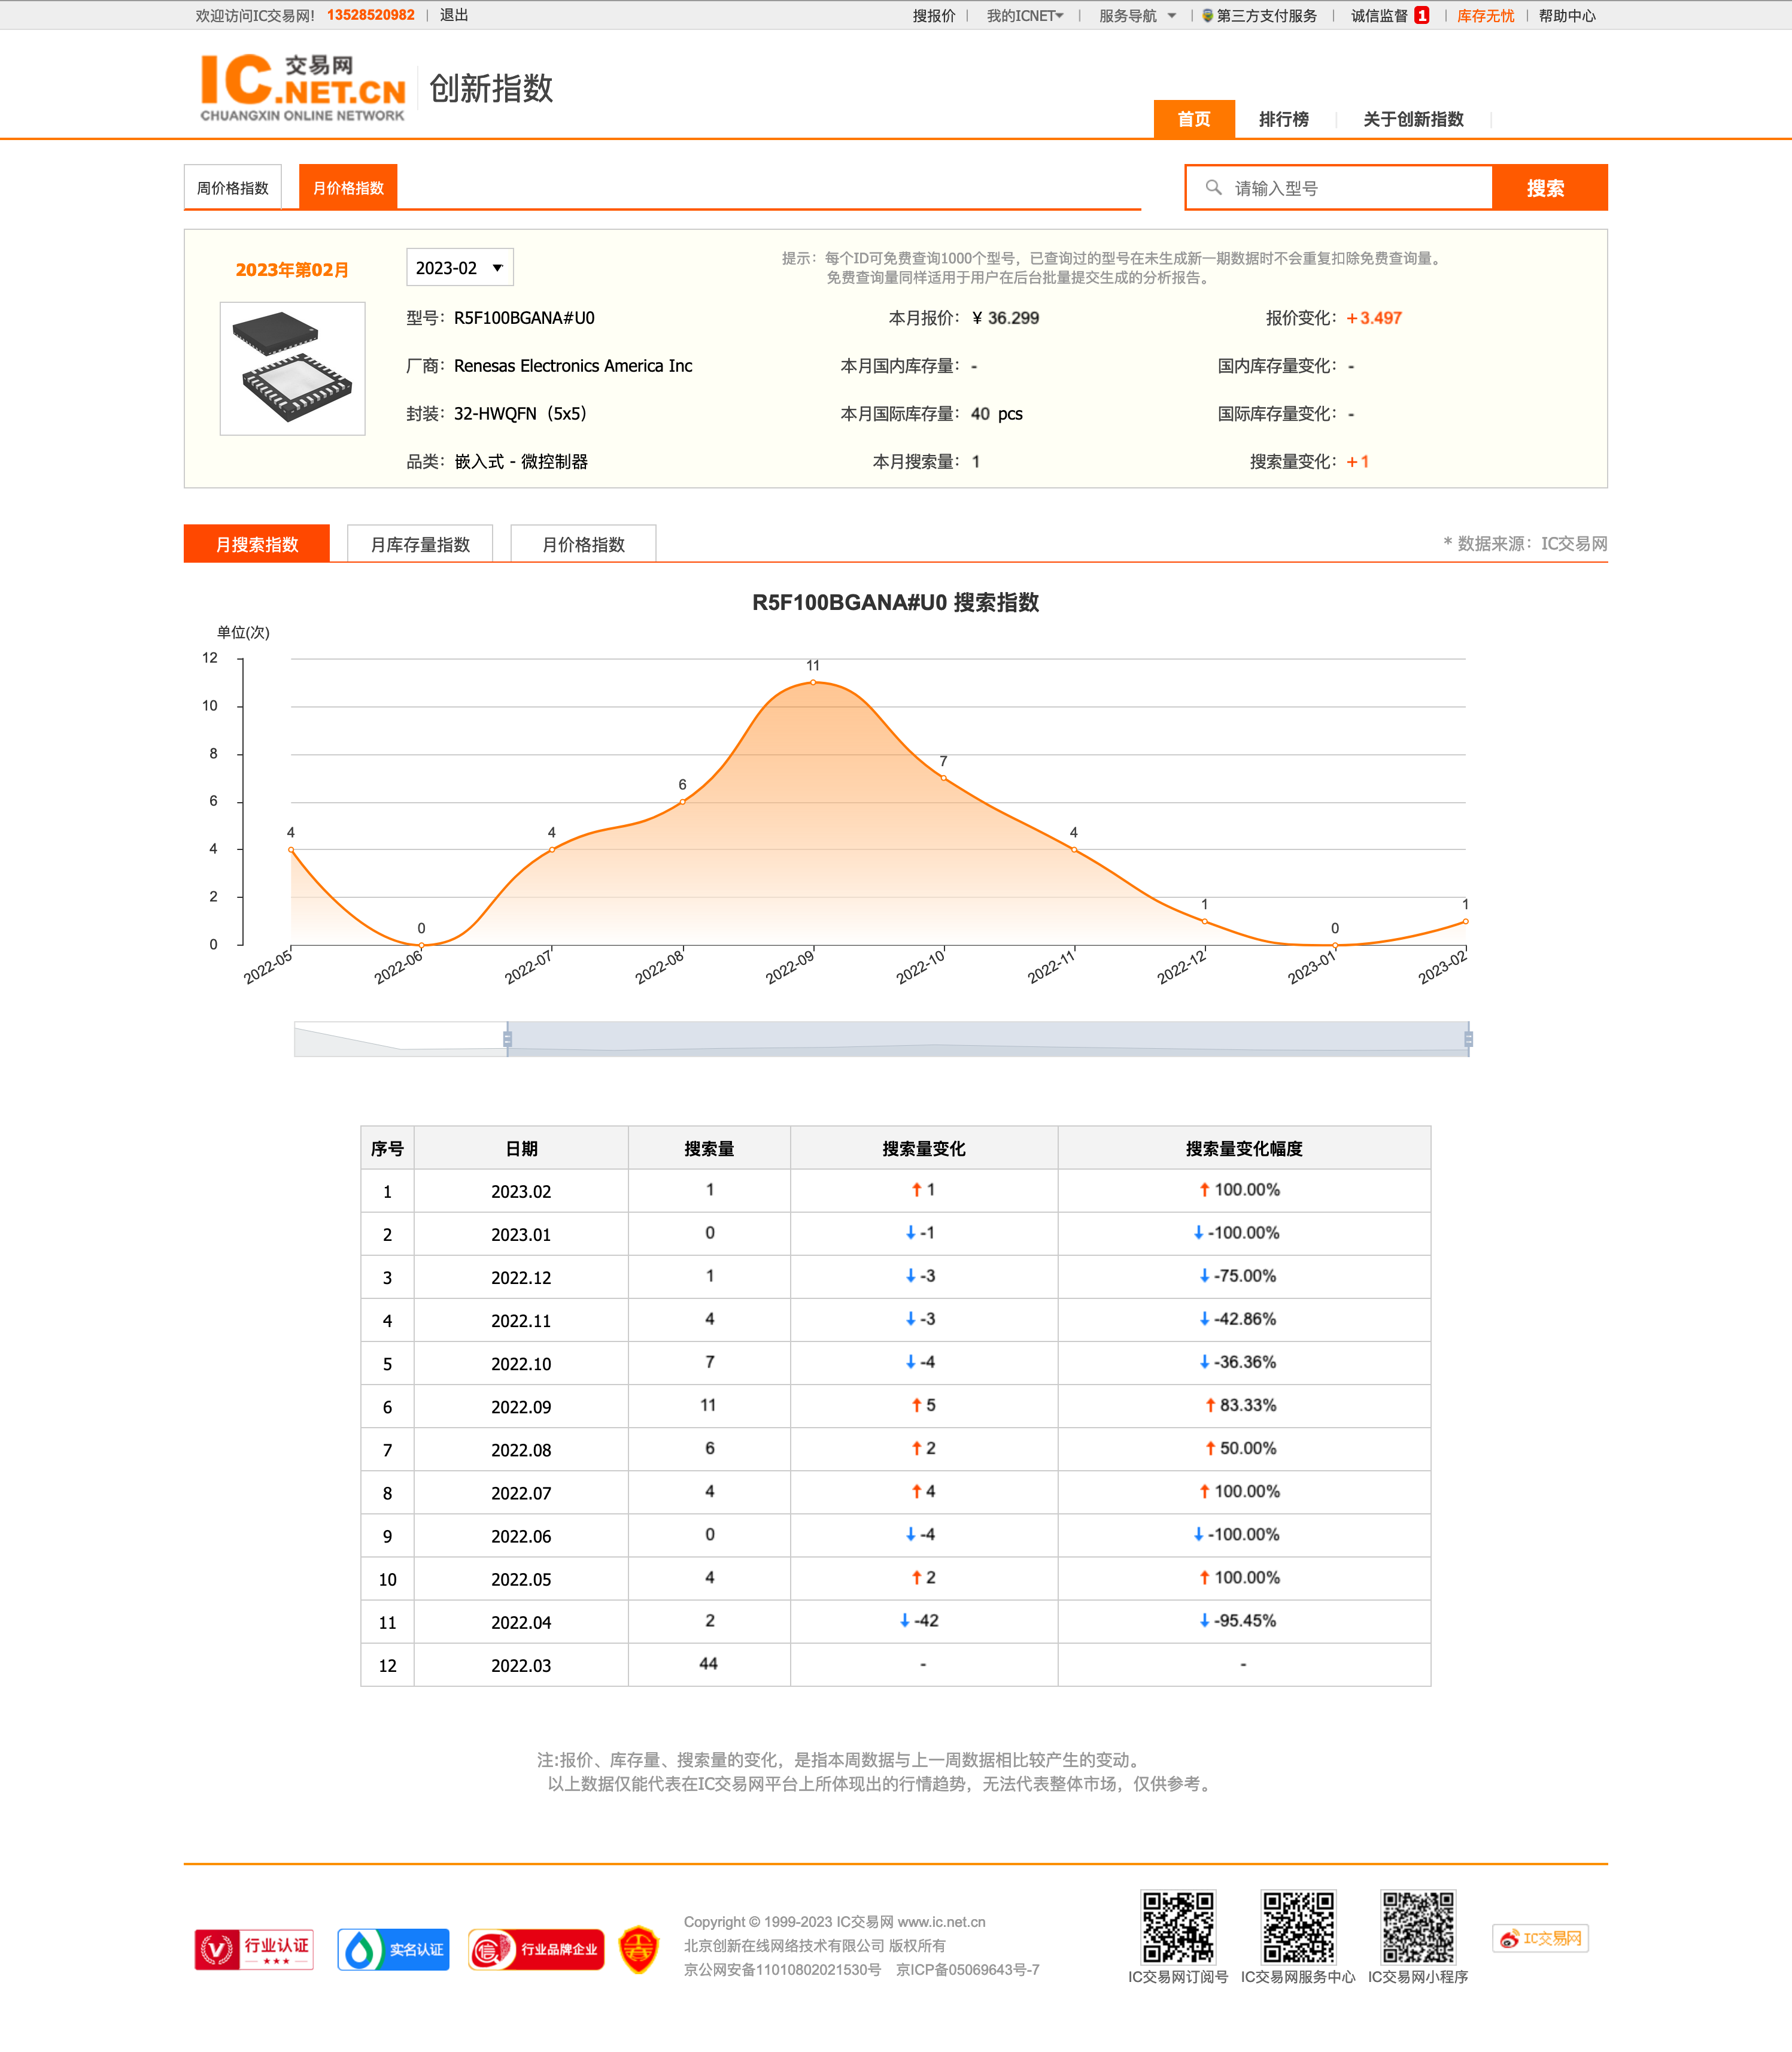 欢迎访问IC交易网! 13528520982 | 退出 搜报价 | 我的ICNET | 服务导航 | 第三方支付服务 | 诚信监督 1 | 库存无忧 | 帮助中心
IC交易网
.NET.CN
CHUANGXIN ONLINE NETWORK
创新指数
首页 排行榜 关于创新指数
周价格指数 月价格指数 请输入型号 搜索
2023年第02月 2023-02
提示：每个ID可免费查询1000个型号，已查询过的型号在未生成新一期数据时不会重复扣除免费查询量。
免费查询量同样适用于用户在后台批量提交生成的分析报告。
型号：R5F100BGANA#U0 本月报价：¥ 36.299 报价变化：+3.497
厂商：Renesas Electronics America Inc 本月国内库存量：- 国内库存量变化：-
封装：32-HWQFN（5x5） 本月国际库存量：40 pcs 国际库存量变化：-
品类：嵌入式 - 微控制器 本月搜索量：1 搜索量变化：+1
月搜索指数 月库存量指数 月价格指数 * 数据来源：IC交易网
R5F100BGANA#U0 搜索指数
单位(次)
12
11
10
8
7
6
6
4
4
4
4
2
1
1
0
0
0
2022-05 2022-06 2022-07 2022-08 2022-09 2022-10 2022-11 2022-12 2023-01 2023-02
序号 日期 搜索量 搜索量变化 搜索量变化幅度
1 2023.02 1 ↑ 1 ↑ 100.00%
2 2023.01 0 ↓ -1 ↓ -100.00%
3 2022.12 1 ↓ -3 ↓ -75.00%
4 2022.11 4 ↓ -3 ↓ -42.86%
5 2022.10 7 ↓ -4 ↓ -36.36%
6 2022.09 11 ↑ 5 ↑ 83.33%
7 2022.08 6 ↑ 2 ↑ 50.00%
8 2022.07 4 ↑ 4 ↑ 100.00%
9 2022.06 0 ↓ -4 ↓ -100.00%
10 2022.05 4 ↑ 2 ↑ 100.00%
11 2022.04 2 ↓ -42 ↓ -95.45%
12 2022.03 44 - -
注:报价、库存量、搜索量的变化，是指本周数据与上一周数据相比较产生的变动。
以上数据仅能代表在IC交易网平台上所体现出的行情趋势，无法代表整体市场，仅供参考。
V 行业认证
实名认证
信 行业品牌企业
Copyright © 1999-2023 IC交易网 www.ic.net.cn
北京创新在线网络技术有限公司 版权所有
京公网安备11010802021530号 京ICP备05069643号-7
IC交易网订阅号 IC交易网服务中心 IC交易网小程序
IC交易网